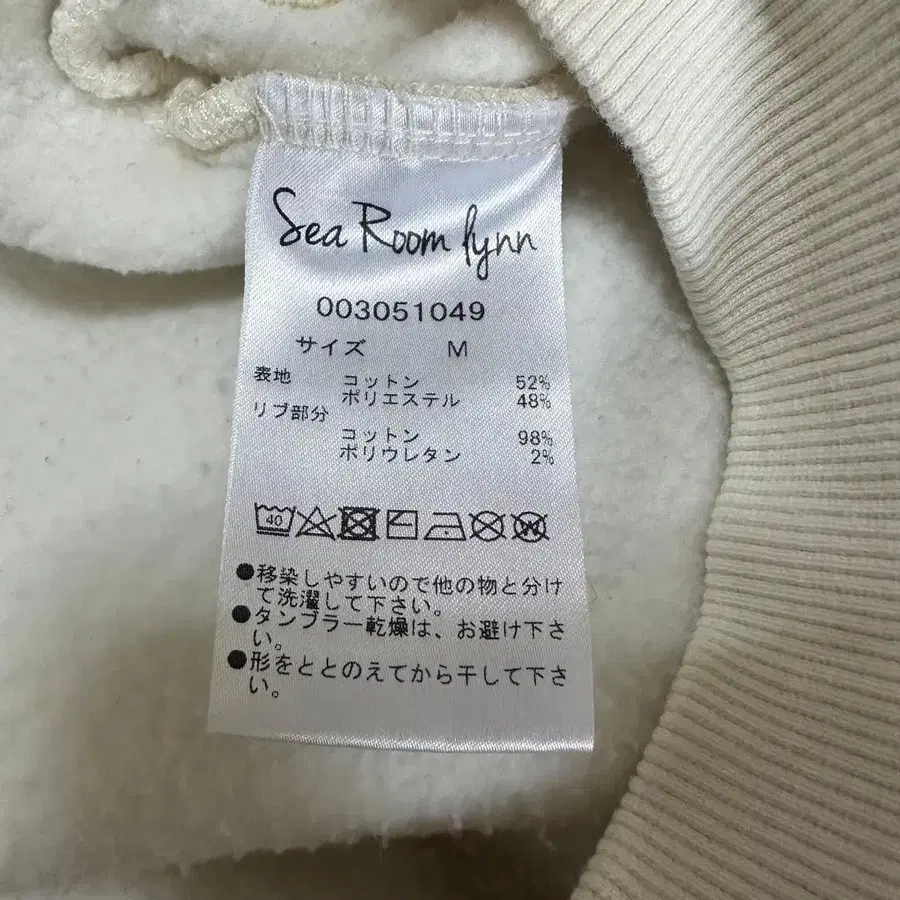 Sea Room lynn
003051049
サイズ M
表地 コットン 52%
ポリエステル 48%
リブ部分
コットン 98%
ポリウレタン 2%
40 W
●移染しやすいので他の物と分け
て洗濯して下さい。
●タンブラー乾燥は、お避け下さ
い。
●形をととのえてから干して下さ
い。